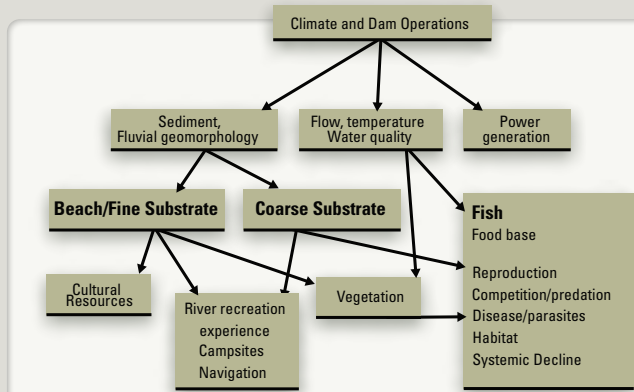 Climate and Dam Operations
Sediment,
Fluvial geomorphology
Flow, temperature
Water quality
Power
generation
Beach/Fine Substrate
Coarse Substrate
Fish
Food base
Reproduction
Competition/predation
Disease/parasites
Habitat
Systemic Decline
Cultural
Resources
River recreation
experience
Campsites
Navigation
Vegetation